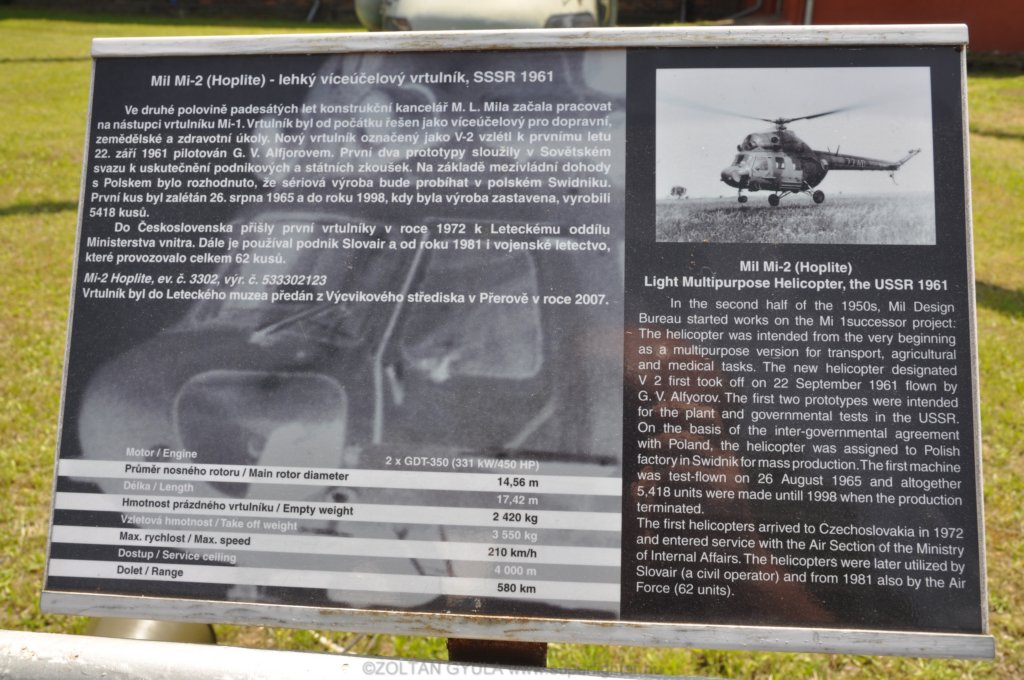 Mil Mi-2 (Hoplite) - lehký víceúčelový vrtulník, SSSR 1961
Ve druhé polovině padesátých let konstrukční kancelář M. L. Mila začala pracovat
na nástupci vrtulníku Mi-1. Vrtulník byl od počátku řešen jako víceúčelový pro dopravní,
zemědělské a zdravotní úkoly. Nový vrtulník označený jako V-2 vzlétl k prvnímu letu
22. září 1961 pilotován G. V. Alfjorovem. První dva prototypy sloužily v Sovětském
svazu k uskutečnění podnikových a státních zkoušek. Na základě mezivládní dohody
s Polskem bylo rozhodnuto, že sériová výroba bude probíhat v polském Swidniku.
První kus byl zalétán 26. srpna 1965 a do roku 1998, kdy byla výroba zastavena, vyrobili
5418 kusů.
Do Československa přišly první vrtulníky v roce 1972 k Leteckému oddílu
Ministerstva vnitra. Dále je používal podnik Slovair a od roku 1981 i vojenské letectvo,
které provozovalo celkem 62 kusů.
Mi-2 Hoplite, ev. č. 3302, výr. č. 533302123
Vrtulník byl do Leteckého muzea předán z Výcvikového střediska v Přerově v roce 2007.
Motor / Engine 2 x GDT-350 (331 kW/450 HP)
Průměr nosného rotoru / Main rotor diameter 14,56 m
Délka / Length 17,42 m
Hmotnost prázdného vrtulníku / Empty weight 2 420 kg
Vzletová hmotnost / Take off weight 3 550 kg
Max. rychlost / Max. speed 210 km/h
Dostup / Service ceiling 4 000 m
Dolet / Range 580 km
Mil Mi-2 (Hoplite)
Light Multipurpose Helicopter, the USSR 1961
In the second half of the 1950s, Mil Design
Bureau started works on the Mi 1successor project:
The helicopter was intended from the very beginning
as a multipurpose version for transport, agricultural
and medical tasks. The new helicopter designated
V 2 first took off on 22 September 1961 flown by
G. V. Alfyorov. The first two prototypes were intended
for the plant and governmental tests in the USSR.
On the basis of the inter-governmental agreement
with Poland, the helicopter was assigned to Polish
factory in Swidnik for mass production. The first machine
was test-flown on 26 August 1965 and altogether
5,418 units were made untill 1998 when the production
terminated.
The first helicopters arrived to Czechoslovakia in 1972
and entered service with the Air Section of the Ministry
of Internal Affairs. The helicopters were later utilized by
Slovair (a civil operator) and from 1981 also by the Air
Force (62 units).
©ZOLTÁN GYULA